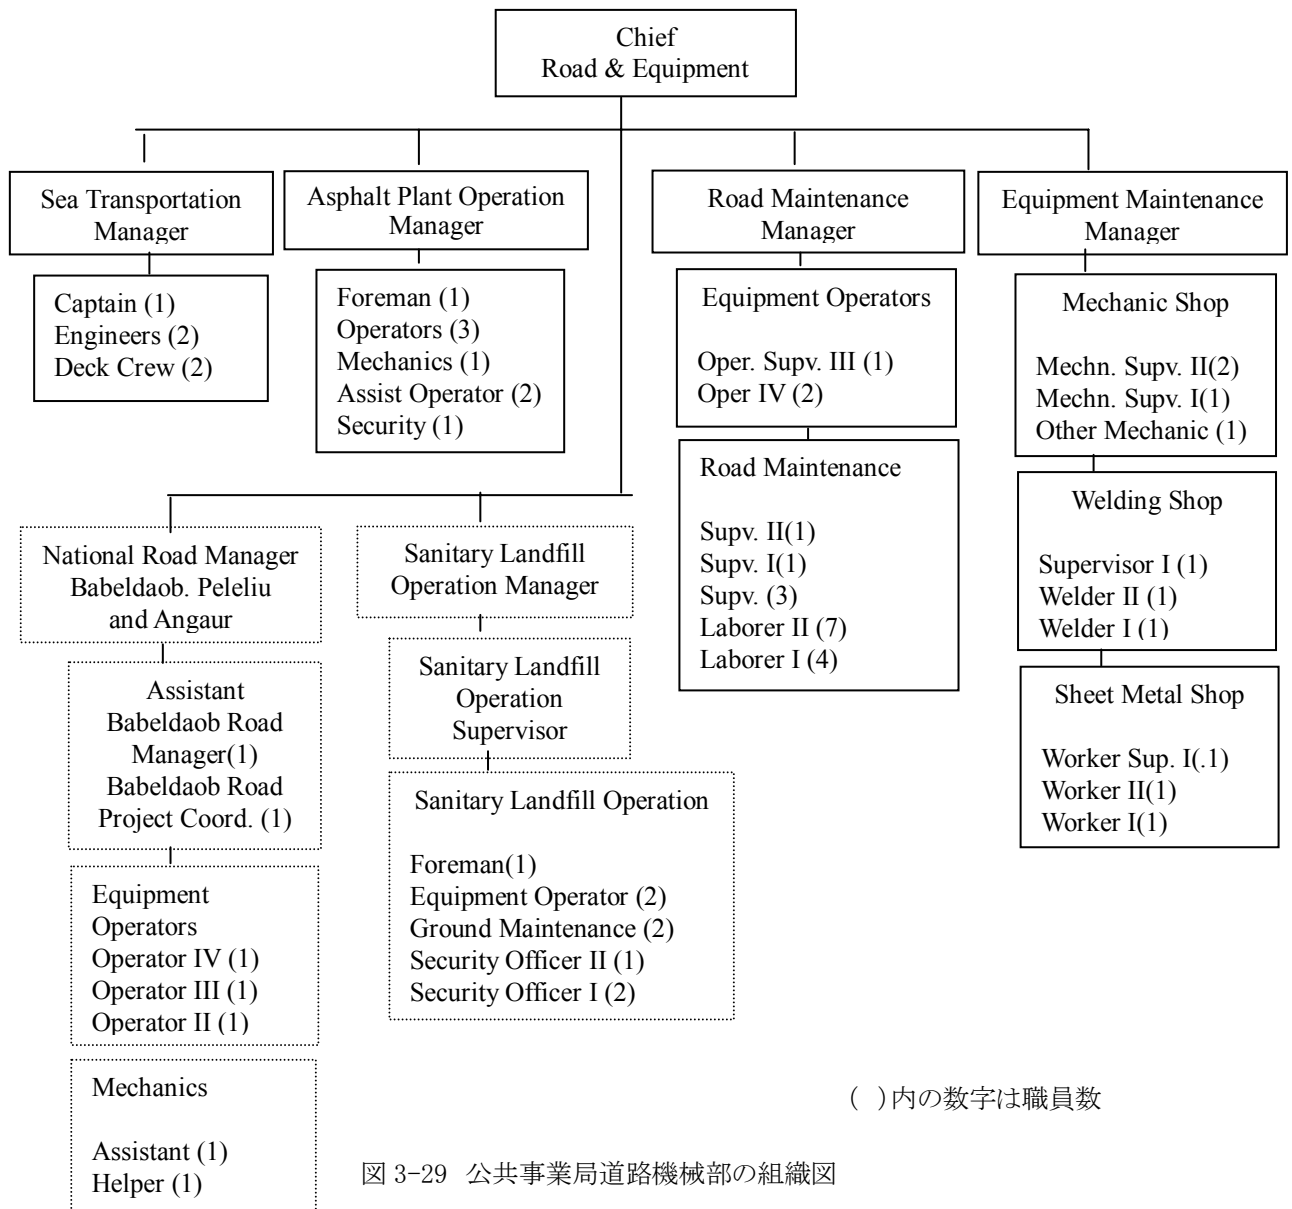 Chief
Road & Equipment
Sea Transportation
Manager
Captain (1)
Engineers (2)
Deck Crew (2)
Asphalt Plant Operation
Manager
Foreman (1)
Operators (3)
Mechanics (1)
Assist Operator (2)
Security (1)
Road Maintenance
Manager
Equipment Operators
Oper. Supv. III (1)
Oper IV (2)
Road Maintenance
Supv. II(1)
Supv. I(1)
Supv. (3)
Laborer II (7)
Laborer I (4)
Equipment Maintenance
Manager
Mechanic Shop
Mechn. Supv. II(2)
Mechn. Supv. I(1)
Other Mechanic (1)
Welding Shop
Supervisor I (1)
Welder II (1)
Welder I (1)
Sheet Metal Shop
Worker Sup. I(.1)
Worker II(1)
Worker I(1)
National Road Manager
Babeldaob. Peleliu
and Angaur
Assistant
Babeldaob Road
Manager(1)
Babeldaob Road
Project Coord. (1)
Equipment
Operators
Operator IV (1)
Operator III (1)
Operator II (1)
Mechanics
Assistant (1)
Helper (1)
Sanitary Landfill
Operation Manager
Sanitary Landfill
Operation
Supervisor
Sanitary Landfill Operation
Foreman(1)
Equipment Operator (2)
Ground Maintenance (2)
Security Officer II (1)
Security Officer I (2)
( )内の数字は職員数
図 3-29 公共事業局道路機械部の組織図